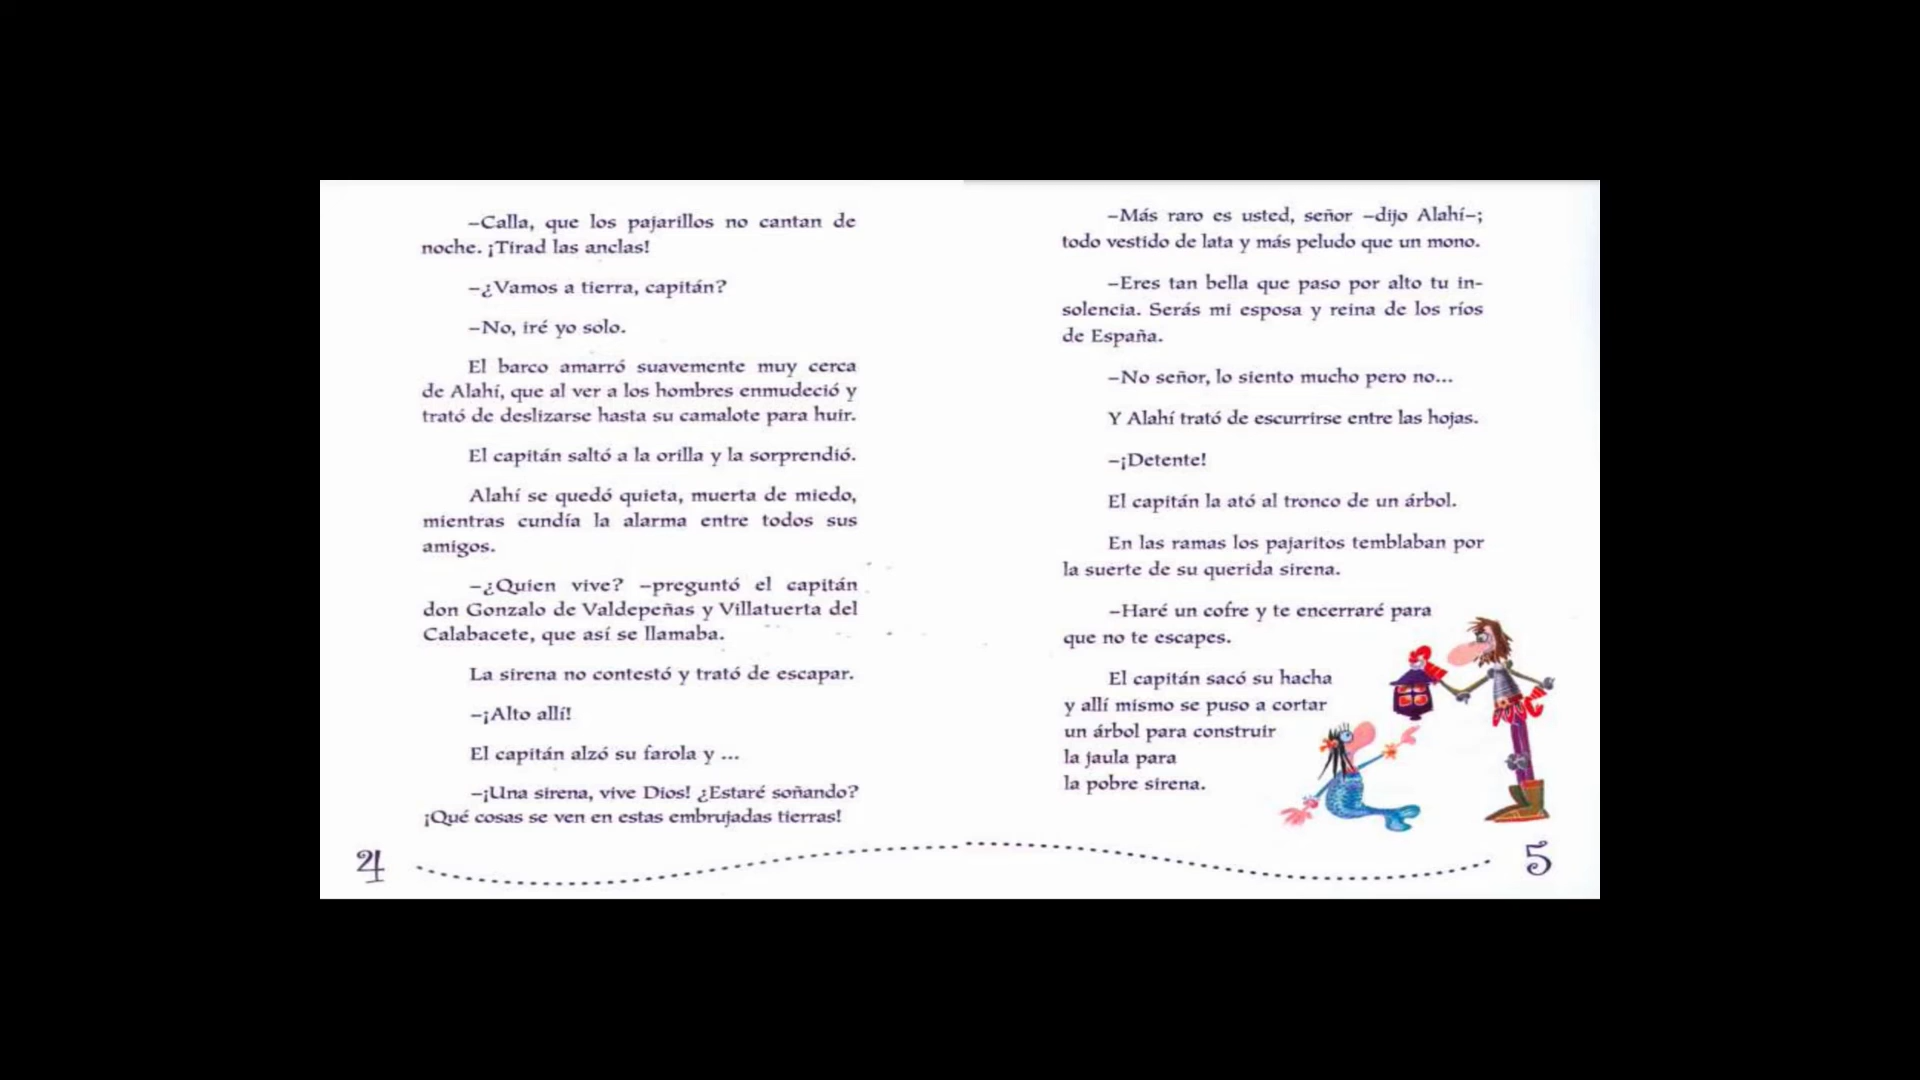 –Calla, que los pajarillos no cantan de
noche. ¡Tirad las anclas!
–¿Vamos a tierra, capitán?
–No, iré yo solo.
El barco amarró suavemente muy cerca
de Alahí, que al ver a los hombres enmudeció y
trató de deslizarse hasta su camalote para huir.
El capitán saltó a la orilla y la sorprendió.
Alahí se quedó quieta, muerta de miedo,
mientras cundía la alarma entre todos sus
amigos.
–¿Quien vive? –preguntó el capitán
don Gonzalo de Valdepeñas y Villatuerta del
Calabacete, que así se llamaba.
La sirena no contestó y trató de escapar.
–¡Alto allí!
El capitán alzó su farola y ...
–¡Una sirena, vive Dios! ¿Estaré soñando?
¡Qué cosas se ven en estas embrujadas tierras!
4
–Más raro es usted, señor –dijo Alahí–;
todo vestido de lata y más peludo que un mono.
–Eres tan bella que paso por alto tu in-
solencia. Serás mi esposa y reina de los ríos
de España.
–No señor, lo siento mucho pero no...
Y Alahí trató de escurrirse entre las hojas.
–¡Detente!
El capitán la ató al tronco de un árbol.
En las ramas los pajaritos temblaban por
la suerte de su querida sirena.
–Haré un cofre y te encerraré para
que no te escapes.
El capitán sacó su hacha
y allí mismo se puso a cortar
un árbol para construir
la jaula para
la pobre sirena.
5